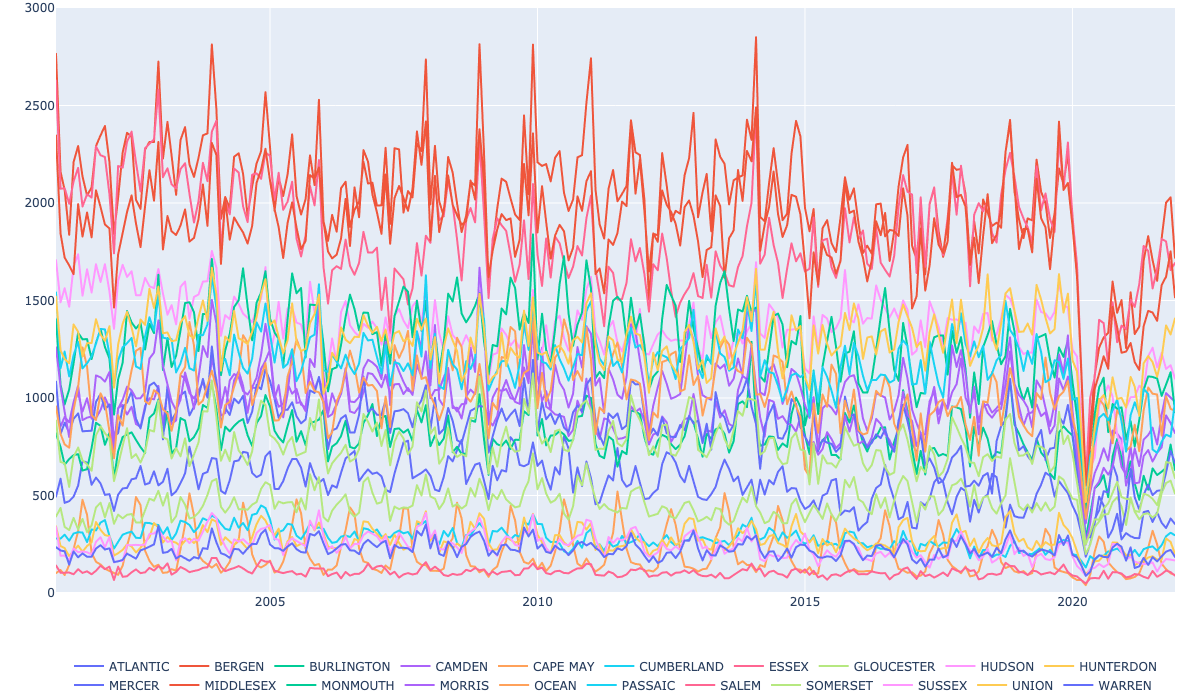 3000
2500
2000
1500
1000
500
0
2005 2010 2015 2020
ATLANTIC BERGEN BURLINGTON CAMDEN CAPE MAY CUMBERLAND ESSEX GLOUCESTER HUDSON HUNTERDON
MERCER MIDDLESEX MONMOUTH MORRIS OCEAN PASSAIC SALEM SOMERSET SUSSEX UNION WARREN